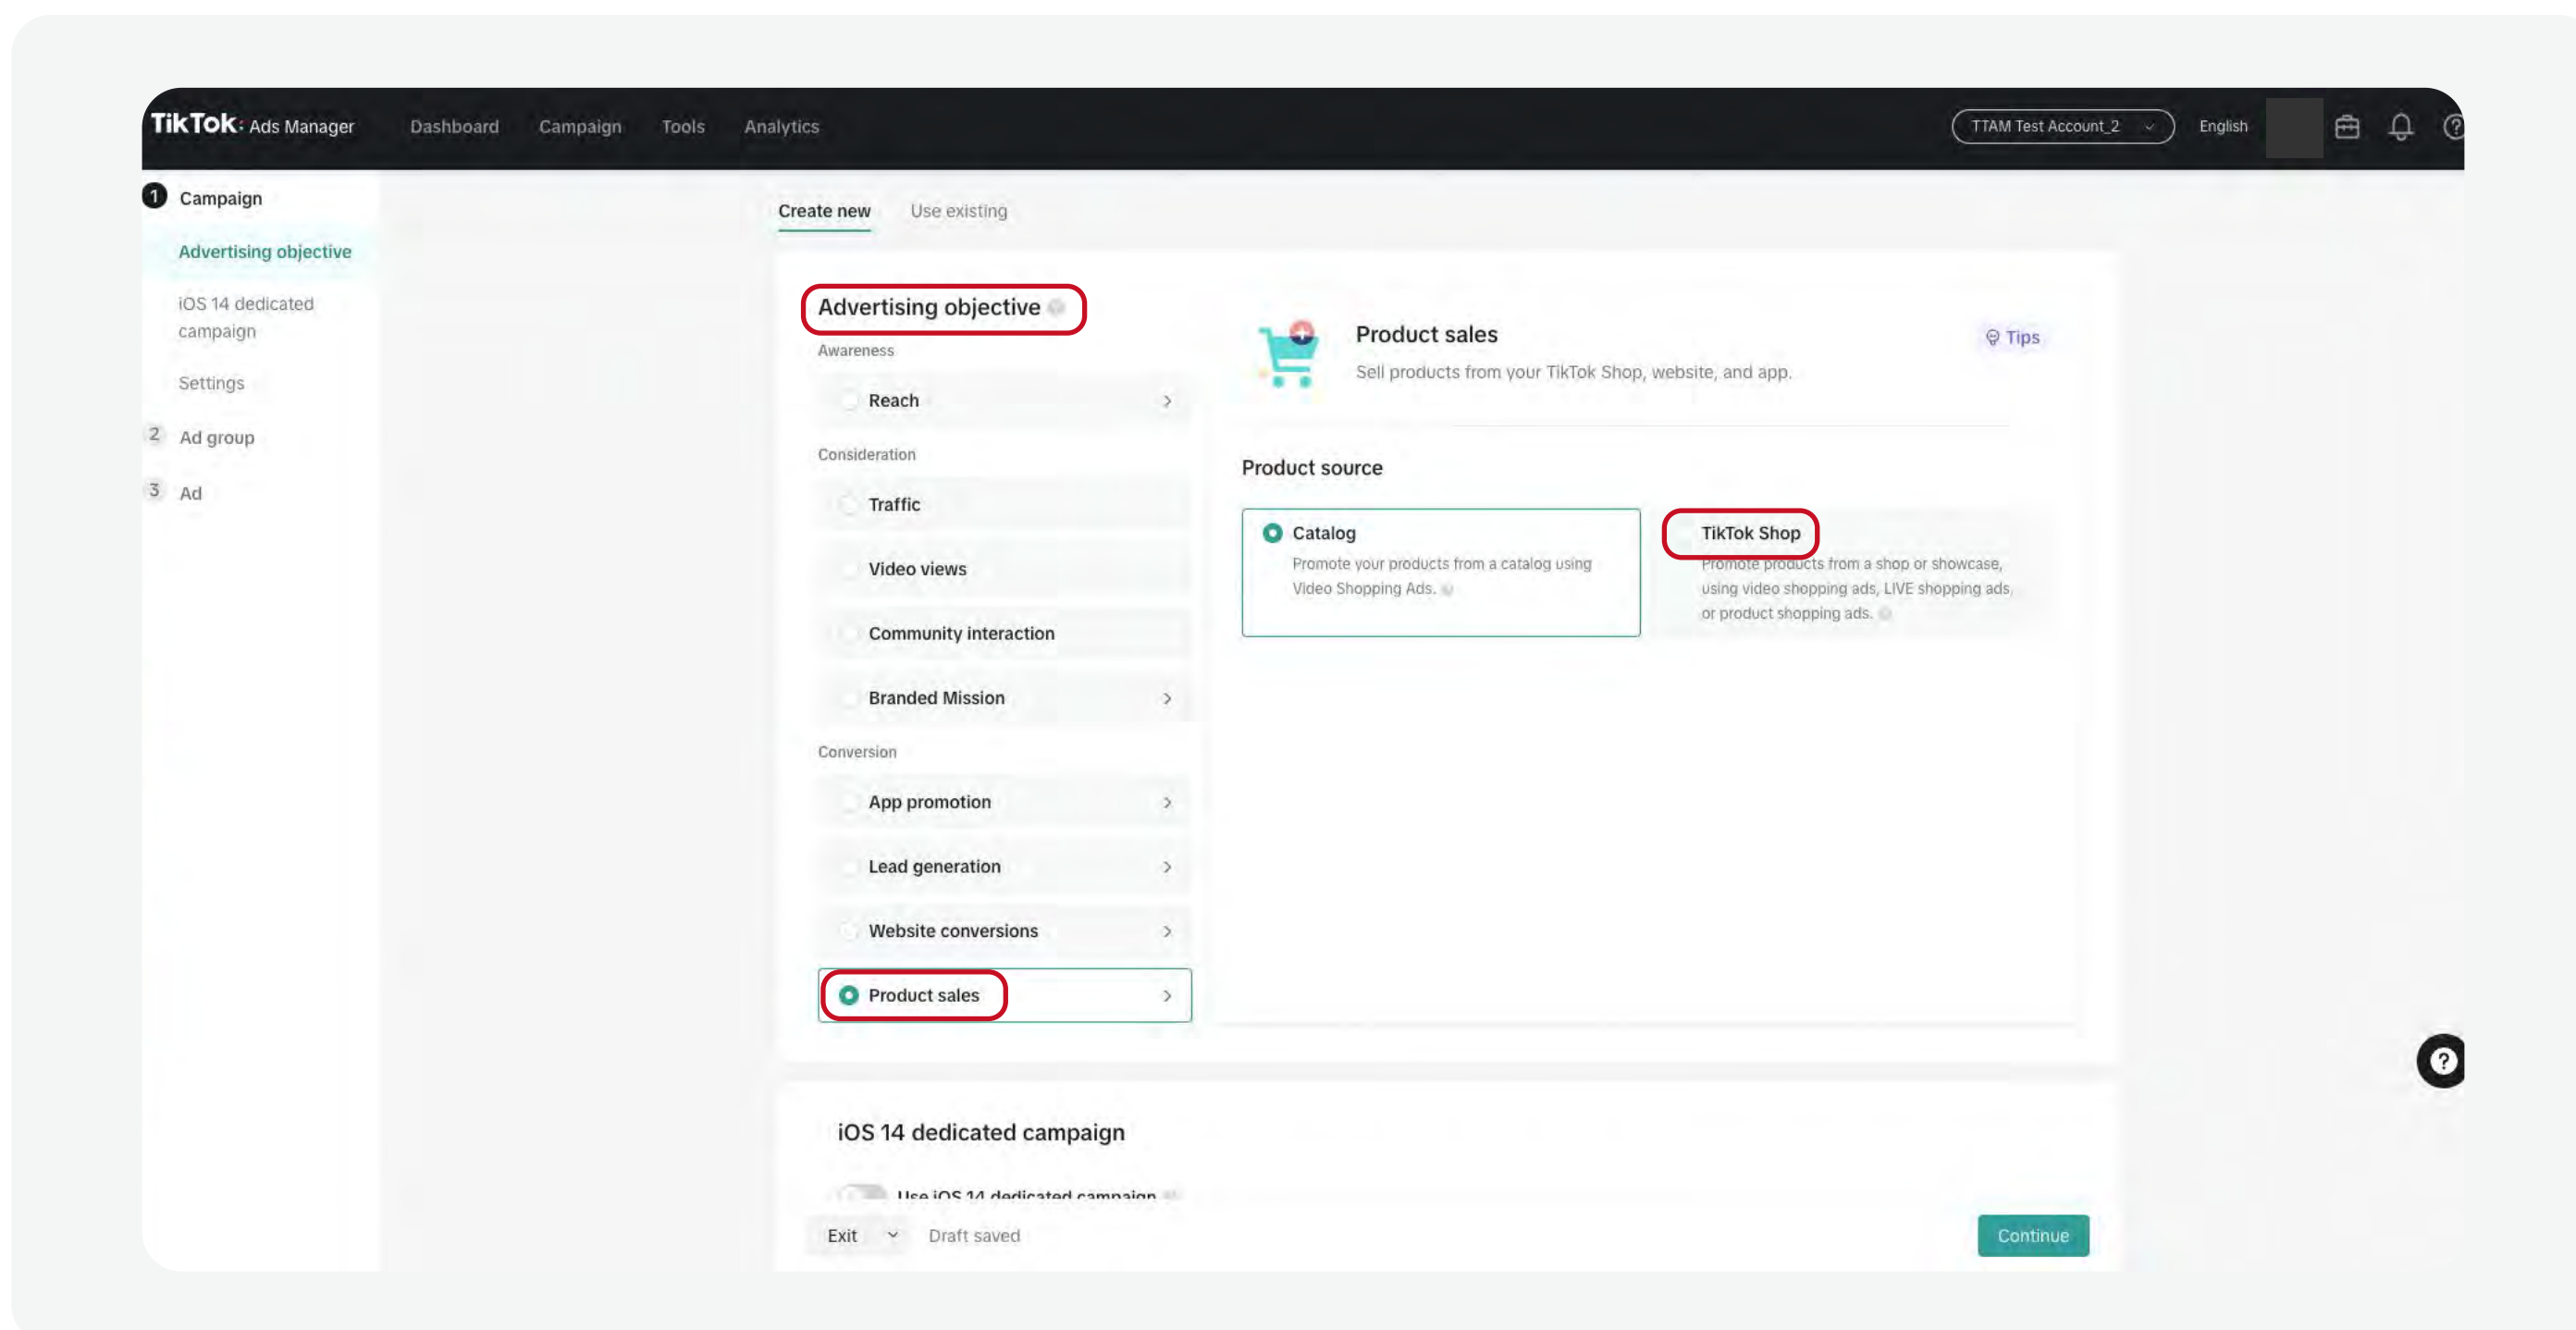 TikTok: Ads Manager Dashboard Campaign Tools Analytics TTAM Test Account_2 English
1 Campaign
Advertising objective
iOS 14 dedicated
campaign
Settings
2 Ad group
3 Ad
Create new Use existing
Advertising objective
Awareness
Reach
Consideration
Traffic
Video views
Community interaction
Branded Mission
Conversion
App promotion
Lead generation
Website conversions
Product sales
Product sales
Tips
Sell products from your TikTok Shop, website, and app.
Product source
Catalog
Promote your products from a catalog using
Video Shopping Ads.
TikTok Shop
Promote products from a shop or showcase,
using video shopping ads, LIVE shopping ads,
or product shopping ads.
iOS 14 dedicated campaign
Use iOS 14 dedicated campaign
Exit Draft saved Continue